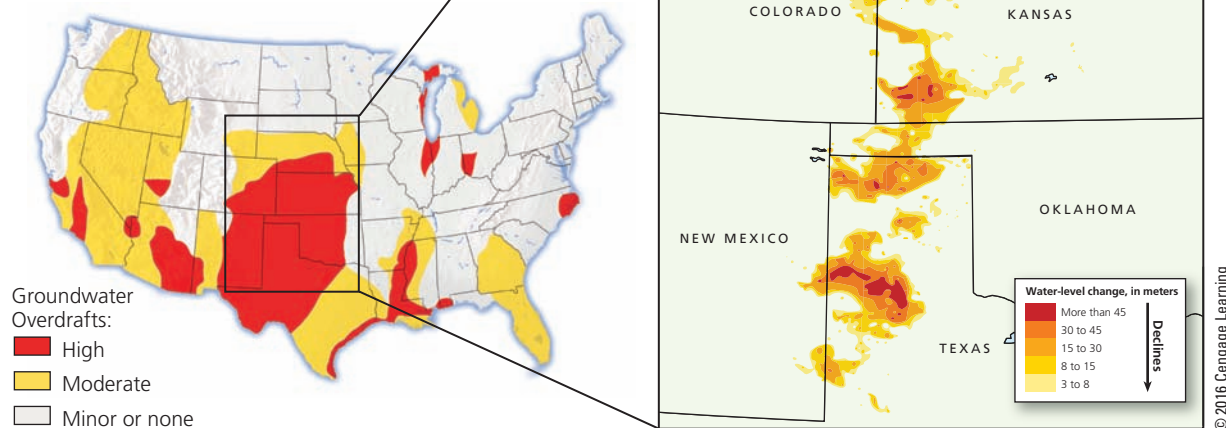 Groundwater
Overdrafts:
High
Moderate
Minor or none
COLORADO
KANSAS
NEW MEXICO
OKLAHOMA
TEXAS
Water-level change, in meters
More than 45
30 to 45
15 to 30
8 to 15
3 to 8
Declines
© 2016 Cengage Learning